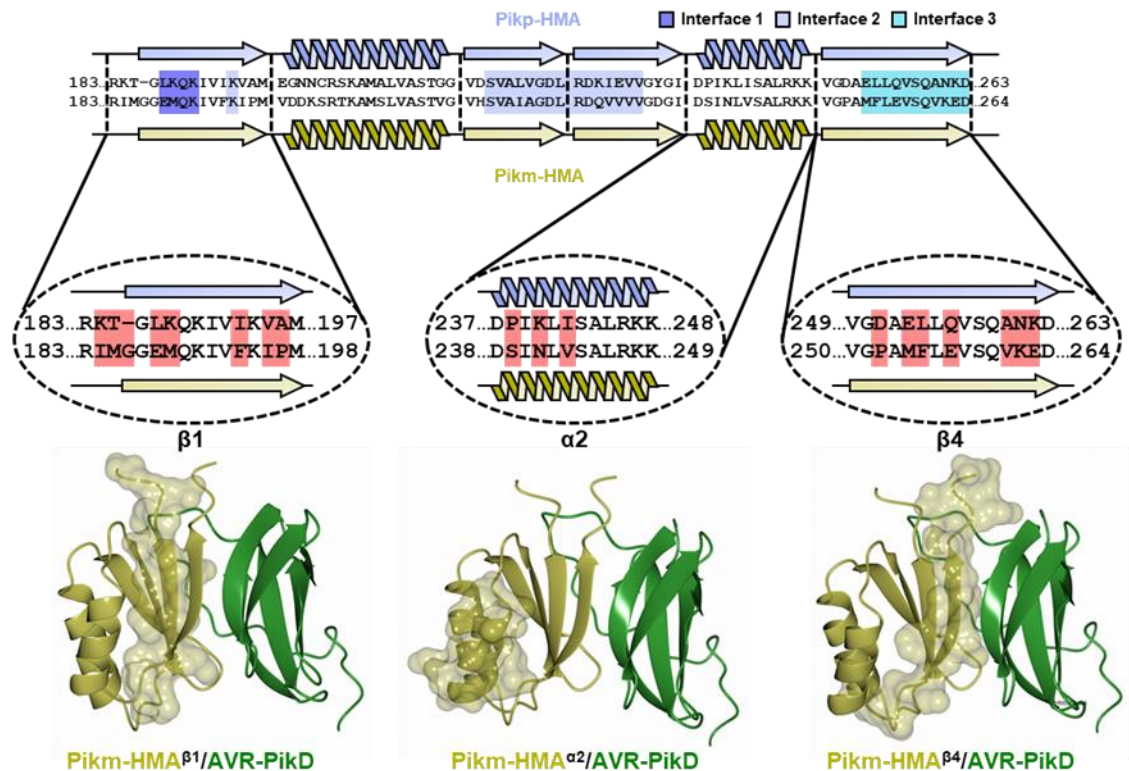 Pikp-HMA
Interface 1 Interface 2 Interface 3
183..RKT-GLKQKIVIKVAM EGNNCRSKAMALVASTGG VDSVALVGDL RDKIEVVGYGI DPIKLISALRKK VGDAELLQVSQANKD..263
183..RIMGGEMQKIVFKIPM VDDKSRTKAMSLVASTVG VHSVAIAGDL RDQVVVVGDGI DSINLVSALRKK VGPAMFLEVSQVKED..264
Pikm-HMA
183...RKT-GLKQKIVIKVAM...197
183...RIMGGEMQKIVFKIPM...198
β1
237...DPIKLISALRKK...248
238...DSINLVSALRKK...249
α2
249...VGDAELLQVSQANKD...263
250...VGPAMFLEVSQVKED...264
β4
Pikm-HMAβ1/AVR-PikD
Pikm-HMAα2/AVR-PikD
Pikm-HMAβ4/AVR-PikD